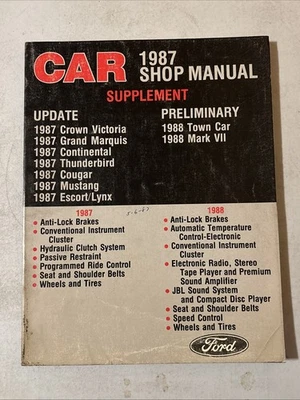 CAR 1987
SHOP MANUAL
SUPPLEMENT
UPDATE
1987 Crown Victoria
1987 Grand Marquis
1987 Continental
1987 Thunderbird
1987 Cougar
1987 Mustang
1987 Escort/Lynx
PRELIMINARY
1988 Town Car
1988 Mark VII
1987
• Anti-Lock Brakes
• Conventional Instrument
Cluster
• Hydraulic Clutch System
• Passive Restraint
• Programmed Ride Control
• Seat and Shoulder Belts
• Wheels and Tires
1988
• Anti-Lock Brakes
• Automatic Temperature
Control-Electronic
• Conventional Instrument
Cluster
• Electronic Radio, Stereo
Tape Player and Premium
Sound Amplifier
• JBL Sound System
and Compact Disc Player
• Seat and Shoulder Belts
• Speed Control
• Wheels and Tires
Ford